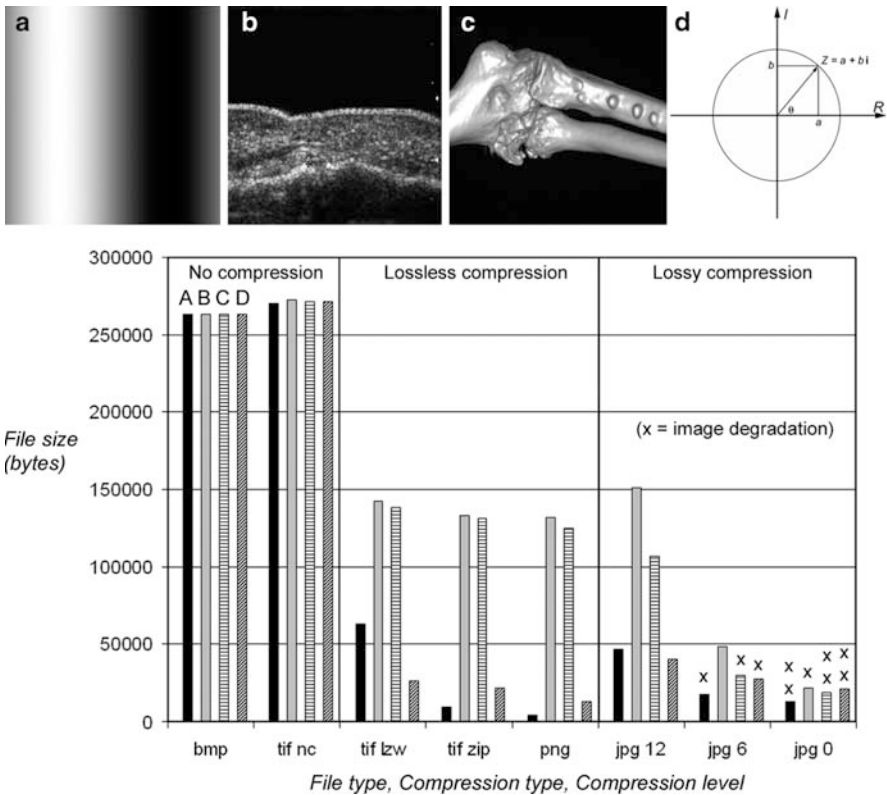 a
b
c
d
I
b
Z = a + b i
θ
R
a
300000
No compression
Lossless compression
Lossy compression
A B C D
250000
200000
File size
(bytes)
(x = image degradation)
150000
100000
50000
x
x x
x x x
x x x x
0
bmp
tif nc
tif lzw
tif zip
png
jpg 12
jpg 6
jpg 0
File type, Compression type, Compression level